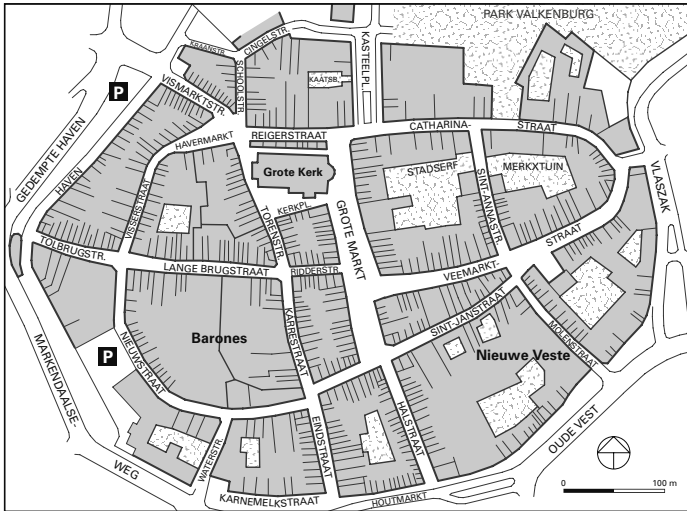 PARK VALKENBURG
CINGELSTR.
KRAANSTR.
SCHOOLSTR.
KASTEELPL.
KAATSB.
P
VISMARKTSTR.
GEDEMPTE HAVEN
HAVEN
HAVERMARKT
REIGERSTRAAT
CATHARINA-
STRAAT
Grote Kerk
STADSERF
MERKXTUIN
VLASZAK
VISSERSTRAAT
TORENSTR.
KERKPL.
GROTE MARKT
SINT-ANNASTR.
TOLBRUGSTR.
LANGE BRUGSTRAAT
RIDDERSTR.
VEEMARKT-
STRAAT
Barones
KARRESTRAAT
SINT-JANSTRAAT
MOLENSTRAAT
Nieuwe Veste
P
NIEUWSTRAAT
MARKENDAALSE
WEG
WATERSTR.
EINDSTRAAT
HALSTRAAT
OUDE VEST
KARNEMELKSTRAAT
HOUTMARKT
0
100 m